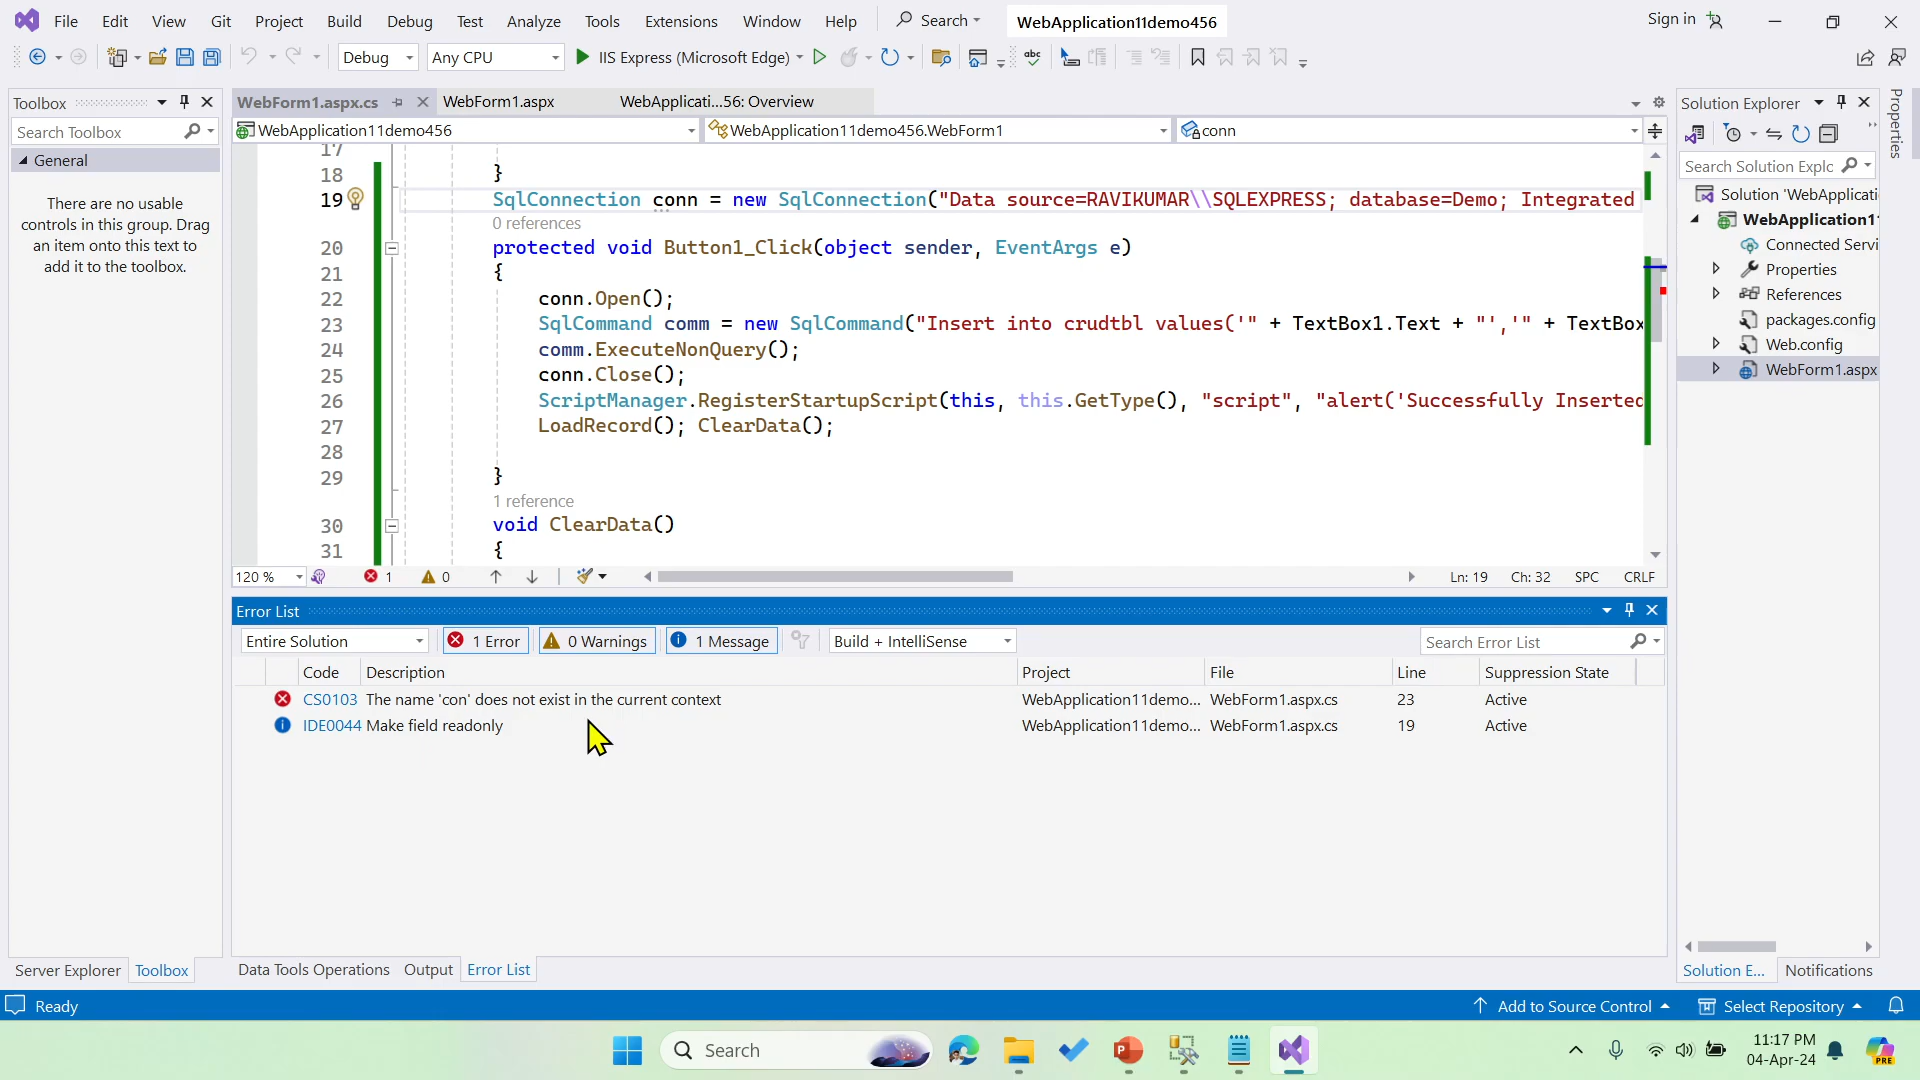 File Edit View Git Project Build Debug Test Analyze Tools Extensions Window Help Search WebApplication11demo456 Sign in
Debug Any CPU IIS Express (Microsoft Edge)
Toolbox
Search Toolbox
General
There are no usable
controls in this group. Drag
an item onto this text to
add it to the toolbox.
Server Explorer Toolbox
WebForm1.aspx.cs WebForm1.aspx WebApplicati...56: Overview
WebApplication11demo456 WebApplication11demo456.WebForm1 conn
17
18 }
19 SqlConnection conn = new SqlConnection("Data source=RAVIKUMAR\\SQLEXPRESS; database=Demo; Integrated
0 references
20 protected void Button1_Click(object sender, EventArgs e)
21 {
22 conn.Open();
23 SqlCommand comm = new SqlCommand("Insert into crudtbl values('" + TextBox1.Text + "','" + TextBox
24 comm.ExecuteNonQuery();
25 conn.Close();
26 ScriptManager.RegisterStartupScript(this, this.GetType(), "script", "alert('Successfully Inserted
27 LoadRecord(); ClearData();
28
29 }
1 reference
30 void ClearData()
31 {
120 % 1 0 Ln: 19 Ch: 32 SPC CRLF
Error List
Entire Solution 1 Error 0 Warnings 1 Message Build + IntelliSense Search Error List
Code Description Project File Line Suppression State
CS0103 The name 'con' does not exist in the current context WebApplication11demo... WebForm1.aspx.cs 23 Active
IDE0044 Make field readonly WebApplication11demo... WebForm1.aspx.cs 19 Active
Data Tools Operations Output Error List
Solution Explorer
Search Solution Explc
Solution 'WebApplicati
WebApplication1
Connected Servi
Properties
References
packages.config
Web.config
WebForm1.aspx
Solution E... Notifications
Properties
Ready Add to Source Control Select Repository
Search
11:17 PM
04-Apr-24
PRE